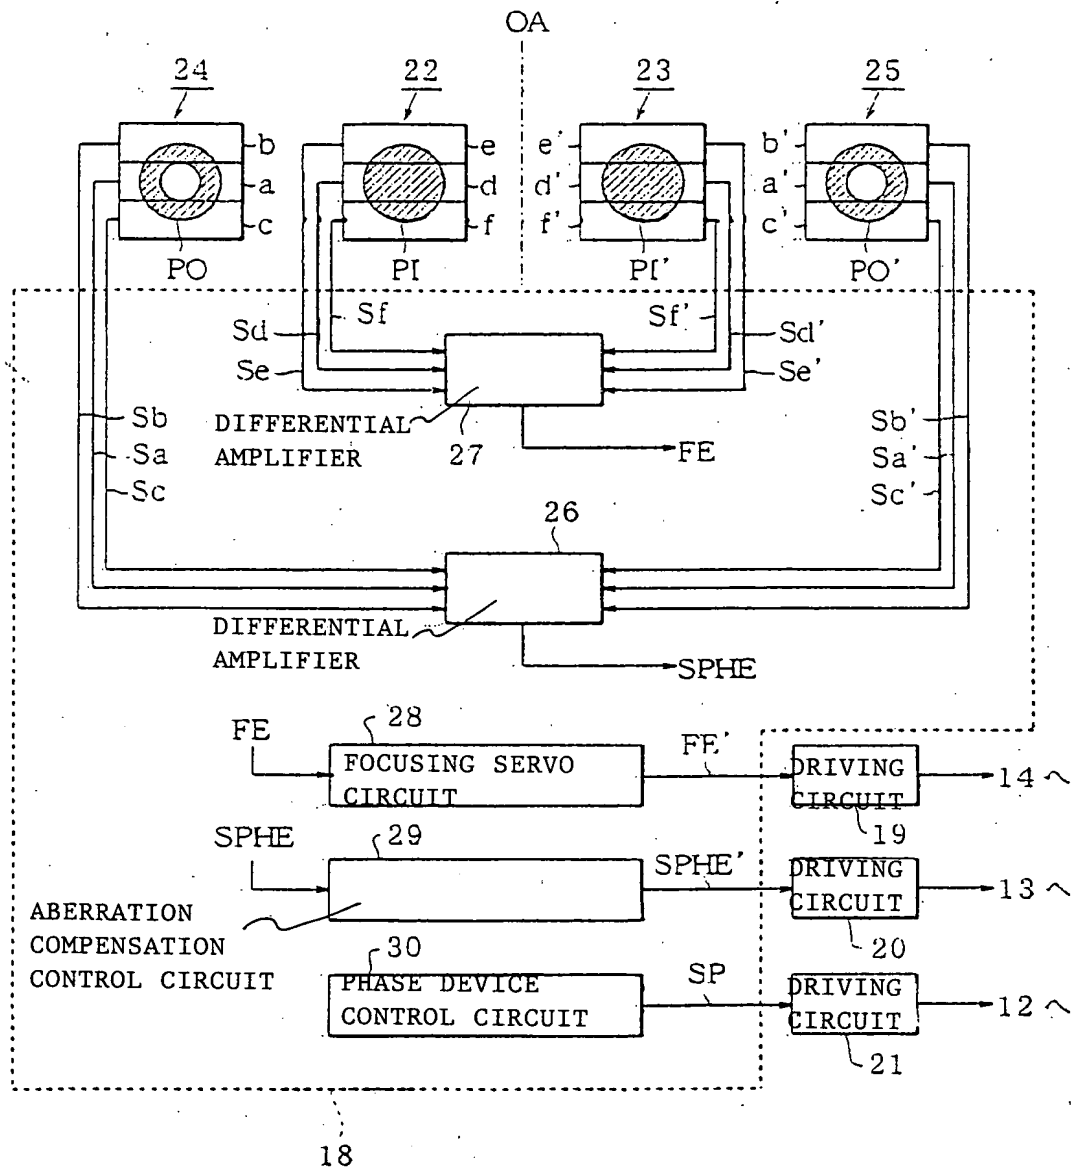 OA
24 22 23 25
b e e' b'
a d d' a'
c f f' c'
PO PI PI' PO'
Sf Sf'
Sd Sd'
Se Se'
DIFFERENTIAL
AMPLIFIER
27
FE
Sb Sb'
Sa Sa'
Sc Sc'
26
DIFFERENTIAL
AMPLIFIER
SPHE
FE
28
FOCUSING SERVO
CIRCUIT
FE'
DRIVING
CIRCUIT
19
14
SPHE
29
SPHE'
DRIVING
CIRCUIT
20
13
ABERRATION
COMPENSATION
CONTROL CIRCUIT
30
PHASE DEVICE
CONTROL CIRCUIT
SP
DRIVING
CIRCUIT
21
12
18